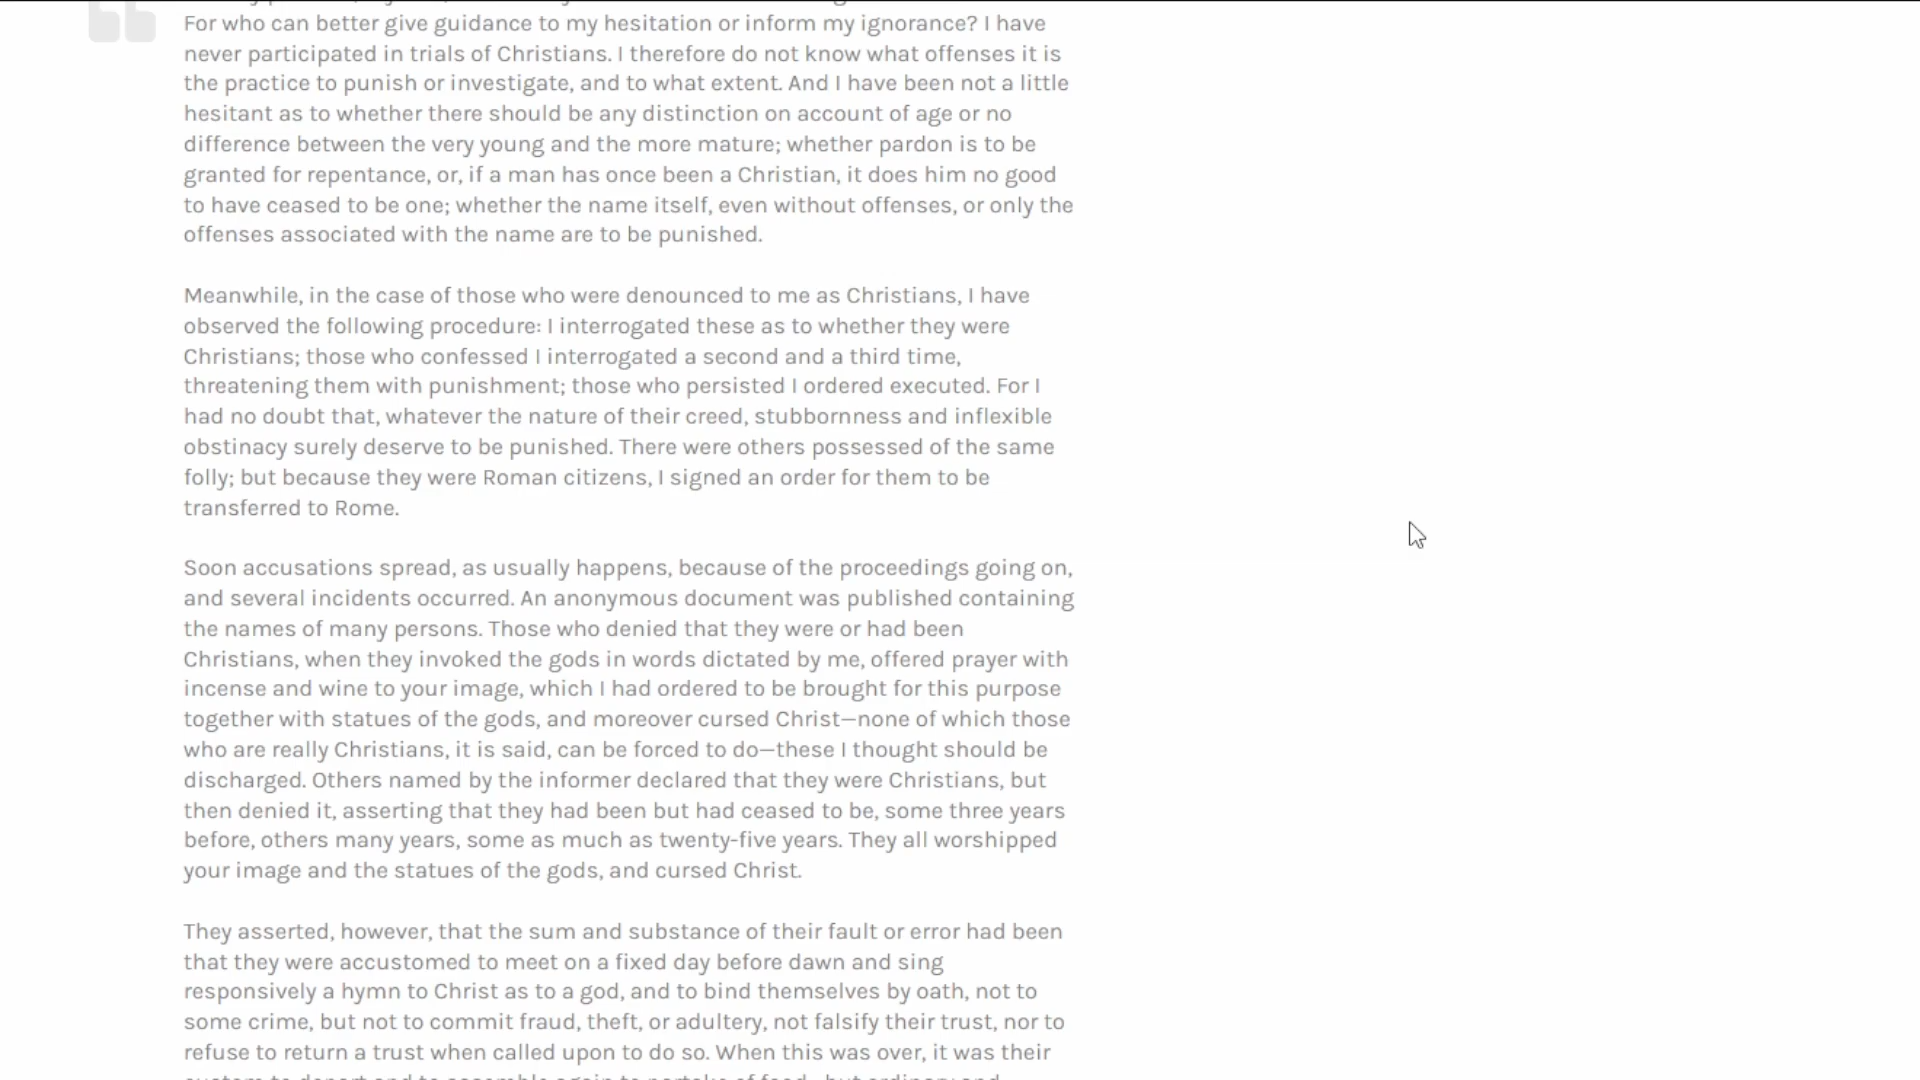 For who can better give guidance to my hesitation or inform my ignorance? I have
never participated in trials of Christians. I therefore do not know what offenses it is
the practice to punish or investigate, and to what extent. And I have been not a little
hesitant as to whether there should be any distinction on account of age or no
difference between the very young and the more mature; whether pardon is to be
granted for repentance, or, if a man has once been a Christian, it does him no good
to have ceased to be one; whether the name itself, even without offenses, or only the
offenses associated with the name are to be punished.
Meanwhile, in the case of those who were denounced to me as Christians, I have
observed the following procedure: I interrogated these as to whether they were
Christians; those who confessed I interrogated a second and a third time,
threatening them with punishment; those who persisted I ordered executed. For I
had no doubt that, whatever the nature of their creed, stubbornness and inflexible
obstinacy surely deserve to be punished. There were others possessed of the same
folly; but because they were Roman citizens, I signed an order for them to be
transferred to Rome.
Soon accusations spread, as usually happens, because of the proceedings going on,
and several incidents occurred. An anonymous document was published containing
the names of many persons. Those who denied that they were or had been
Christians, when they invoked the gods in words dictated by me, offered prayer with
incense and wine to your image, which I had ordered to be brought for this purpose
together with statues of the gods, and moreover cursed Christ—none of which those
who are really Christians, it is said, can be forced to do—these I thought should be
discharged. Others named by the informer declared that they were Christians, but
then denied it, asserting that they had been but had ceased to be, some three years
before, others many years, some as much as twenty-five years. They all worshipped
your image and the statues of the gods, and cursed Christ.
They asserted, however, that the sum and substance of their fault or error had been
that they were accustomed to meet on a fixed day before dawn and sing
responsively a hymn to Christ as to a god, and to bind themselves by oath, not to
some crime, but not to commit fraud, theft, or adultery, not falsify their trust, nor to
refuse to return a trust when called upon to do so. When this was over, it was their